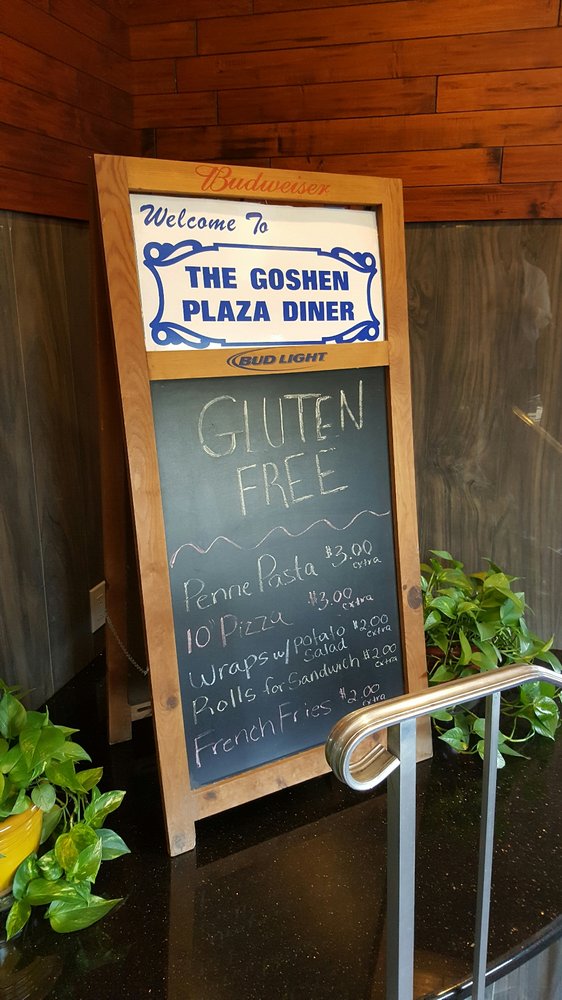 Budweiser
Welcome To
THE GOSHEN
PLAZA DINER
BUD LIGHT
GLUTEN
FREE
Penne Pasta $3.00 extra
10" Pizza $3.00 extra
Wraps w/ Potato Salad $2.00 extra
Rolls for Sandwich $2.00 extra
French Fries $2.00 extra